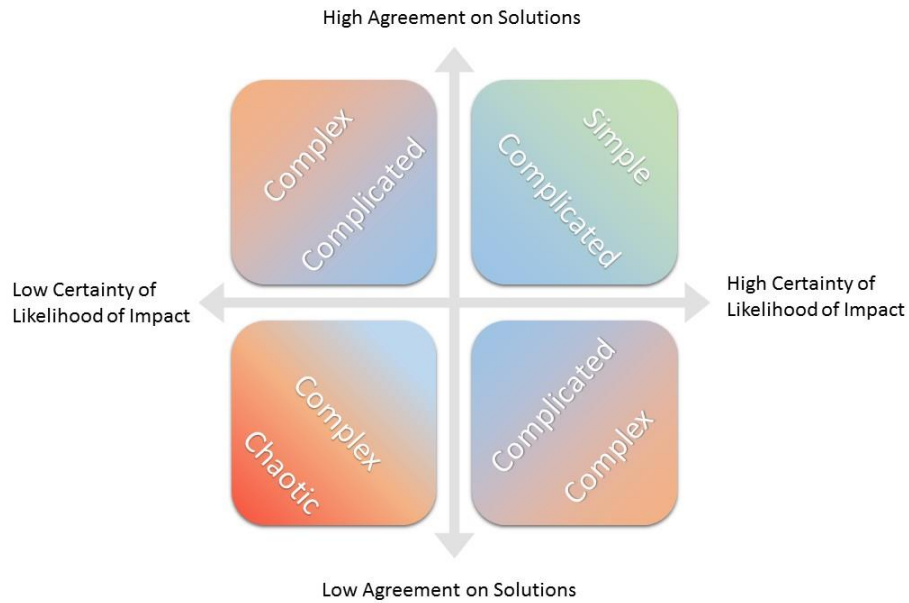 High Agreement on Solutions
Complex
Complicated
Simple
Complicated
Low Certainty of
Likelihood of Impact
High Certainty of
Likelihood of Impact
Complex
Chaotic
Complicated
Complex
Low Agreement on Solutions